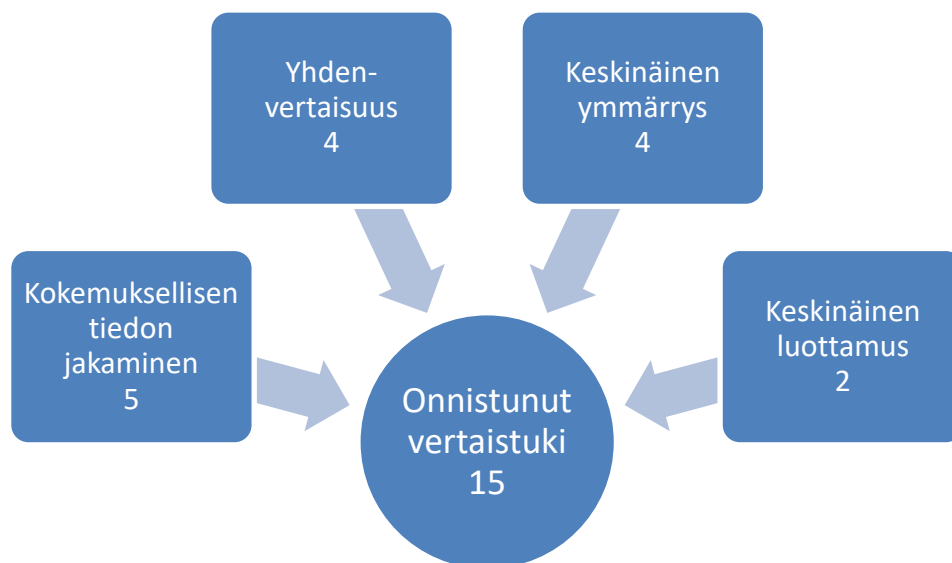 Yhden-
vertaisuus
4
Keskinäinen
ymmärrys
4
Kokemuksellisen
tiedon
jakaminen
5
Keskinäinen
luottamus
2
Onnistunut
vertaistuki
15